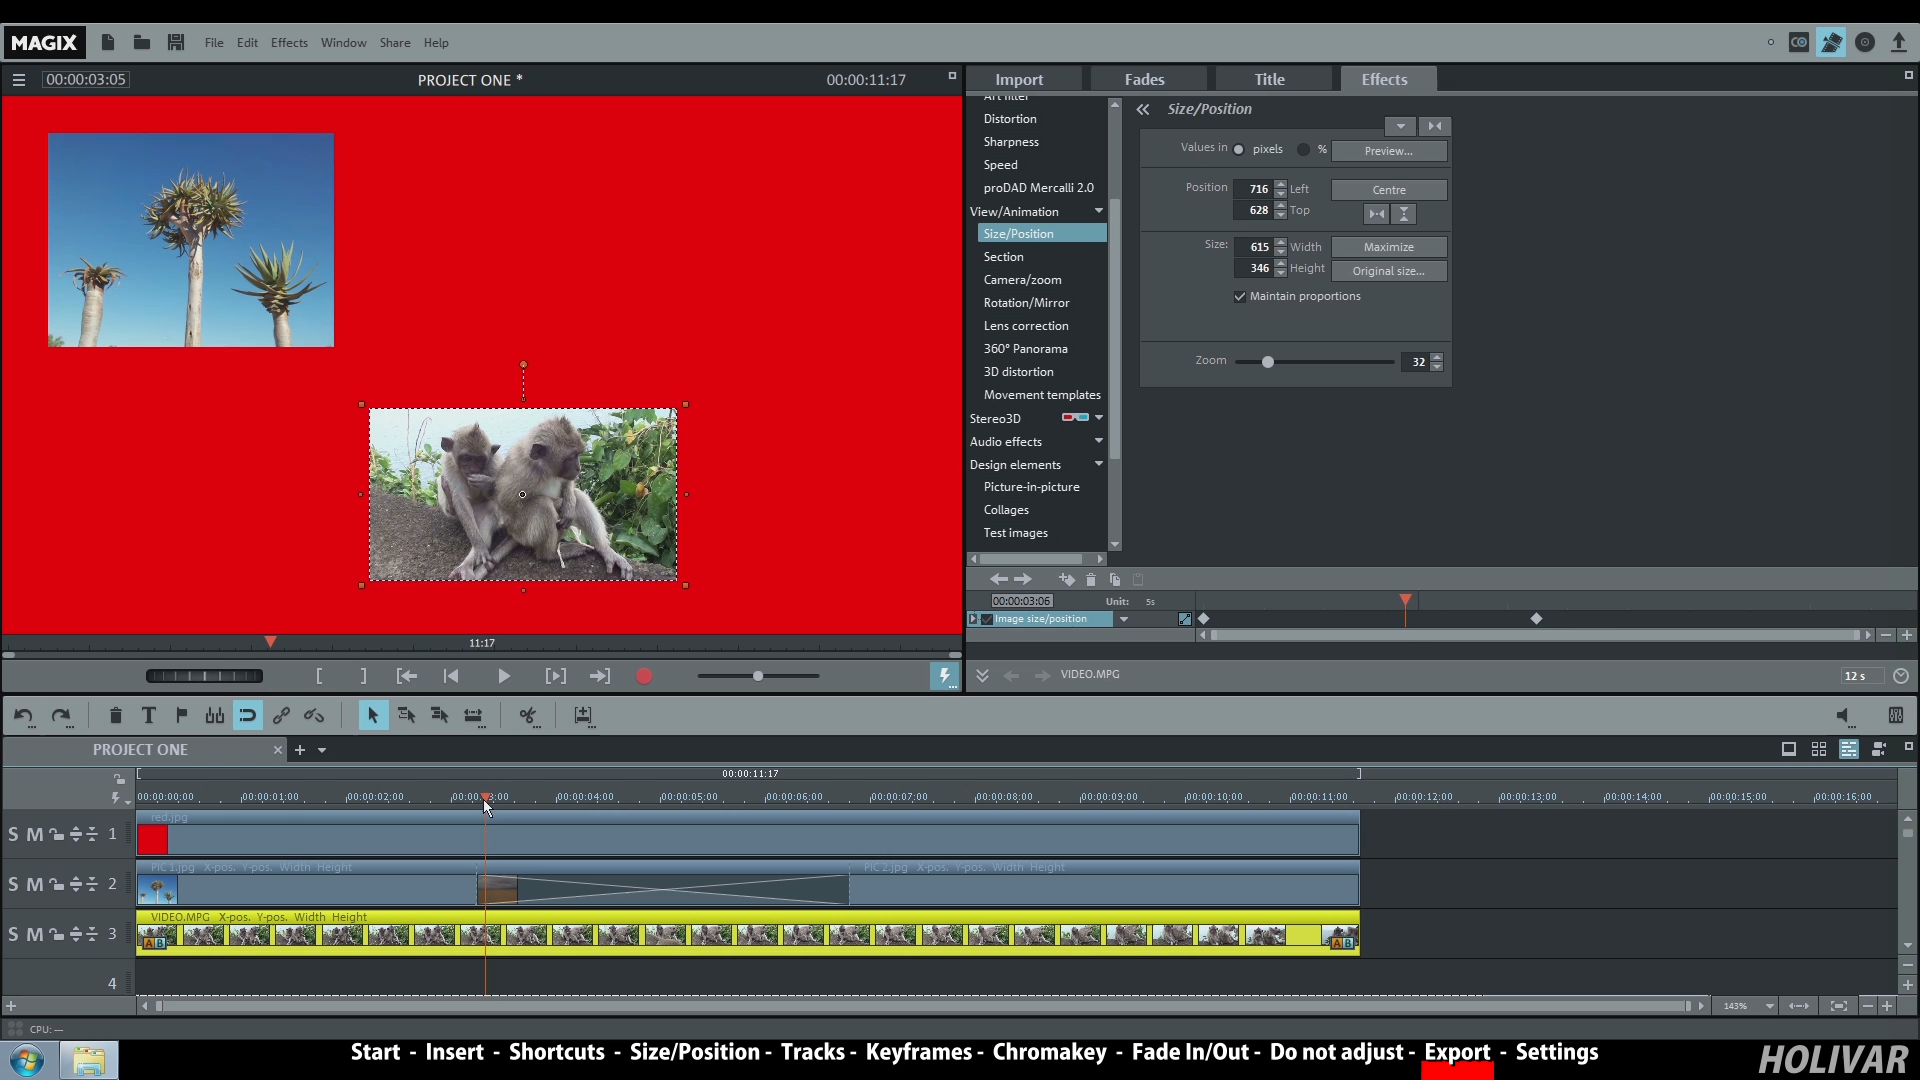 MAGIX File Edit Effects Window Share Help
00:00:03:05 PROJECT ONE * 00:00:11:17
Import Fades Title Effects
Art filter
Distortion
Sharpness
Speed
proDAD Mercalli 2.0
View/Animation
Size/Position
Section
Camera/zoom
Rotation/Mirror
Lens correction
360° Panorama
3D distortion
Movement templates
Stereo3D
Audio effects
Design elements
Picture-in-picture
Collages
Test images
Size/Position
Values in pixels % Preview...
Position 716 Left Centre
628 Top
Size: 615 Width Maximize
346 Height Original size...
Maintain proportions
Zoom 32
00:00:03:06 Unit: 5s
Image size/position
11:17
VIDEO.MPG 12 s
PROJECT ONE
00:00:11:17
00:00:00:00 00:00:01:00 00:00:02:00 00:00:03:00 00:00:04:00 00:00:05:00 00:00:06:00 00:00:07:00 00:00:08:00 00:00:09:00 00:00:10:00 00:00:11:00 00:00:12:00 00:00:13:00 00:00:14:00 00:00:15:00 00:00:16:00
red.jpg
S M 1
PIC 1.jpg X-pos. Y-pos. Width Height PIC 2.jpg X-pos. Y-pos. Width Height
S M 2
VIDEO.MPG X-pos. Y-pos. Width Height
S M 3
A B A B
4
143%
CPU: —
Start - Insert - Shortcuts - Size/Position - Tracks - Keyframes - Chromakey - Fade In/Out - Do not adjust - Export - Settings
HOLIVAR